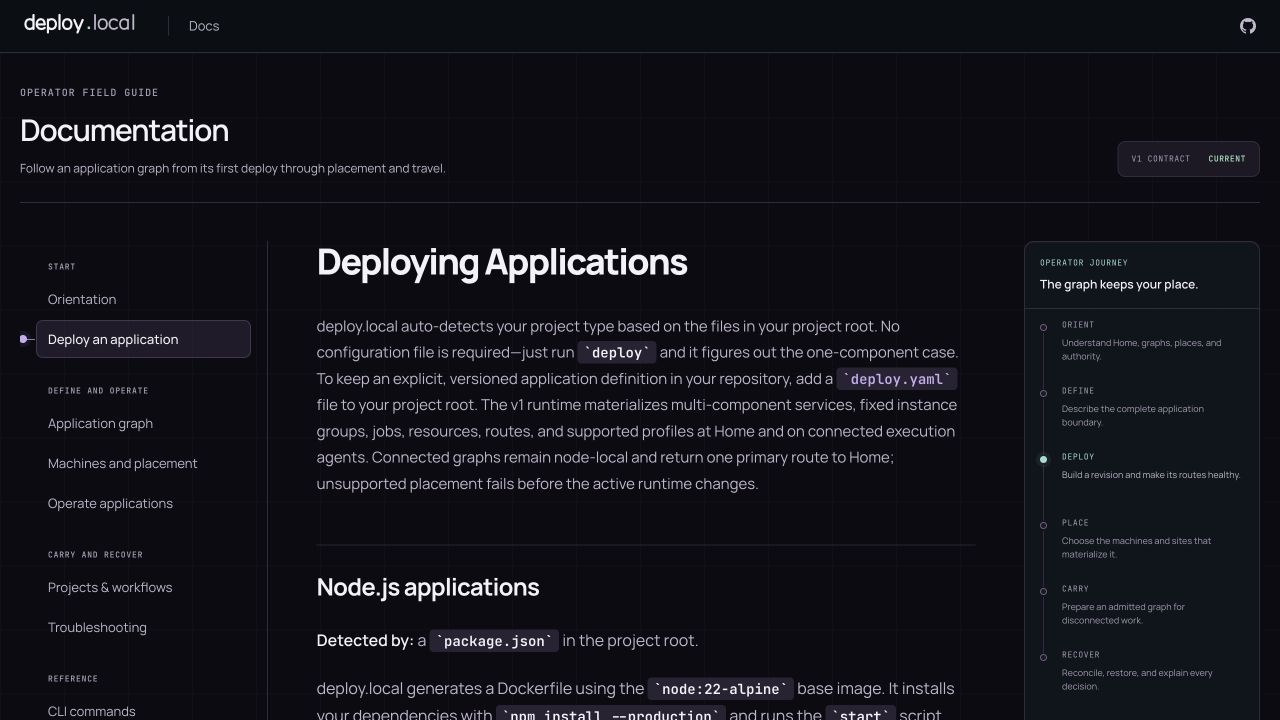 deploy.local
Docs
OPERATOR FIELD GUIDE
Documentation
Follow an application graph from its first deploy through placement and travel.
V1 CONTRACT CURRENT
START
Orientation
Deploy an application
DEFINE AND OPERATE
Application graph
Machines and placement
Operate applications
CARRY AND RECOVER
Projects & workflows
Troubleshooting
REFERENCE
CLI commands
Deploying Applications
deploy.local auto-detects your project type based on the files in your project root. No
configuration file is required—just run `deploy` and it figures out the one-component case.
To keep an explicit, versioned application definition in your repository, add a `deploy.yaml`
file to your project root. The v1 runtime materializes multi-component services, fixed instance
groups, jobs, resources, routes, and supported profiles at Home and on connected execution
agents. Connected graphs remain node-local and return one primary route to Home;
unsupported placement fails before the active runtime changes.
Node.js applications
Detected by: a `package.json` in the project root.
deploy.local generates a Dockerfile using the `node:22-alpine` base image. It installs
your dependencies with `npm install --production` and runs the `start` script
OPERATOR JOURNEY
The graph keeps your place.
ORIENT
Understand Home, graphs, places, and
authority.
DEFINE
Describe the complete application
boundary.
DEPLOY
Build a revision and make its routes healthy.
PLACE
Choose the machines and sites that
materialize it.
CARRY
Prepare an admitted graph for
disconnected work.
RECOVER
Reconcile, restore, and explain every
decision.